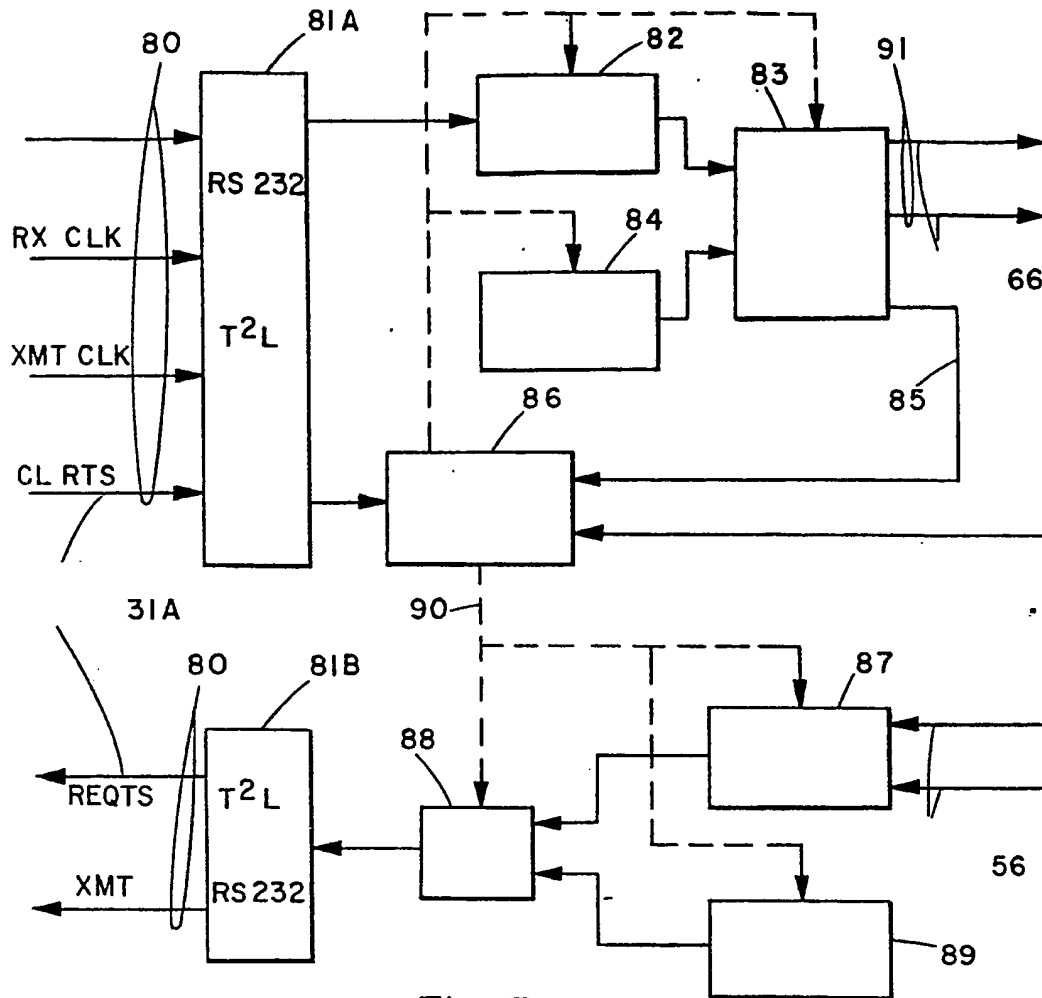 80
81A
82
91
83
RS 232
RX CLK
84
66
T²L
XMT CLK
86
85
CL RTS
90
31A
80
81B
87
88
T²L
REQTS
56
XMT
RS 232
89